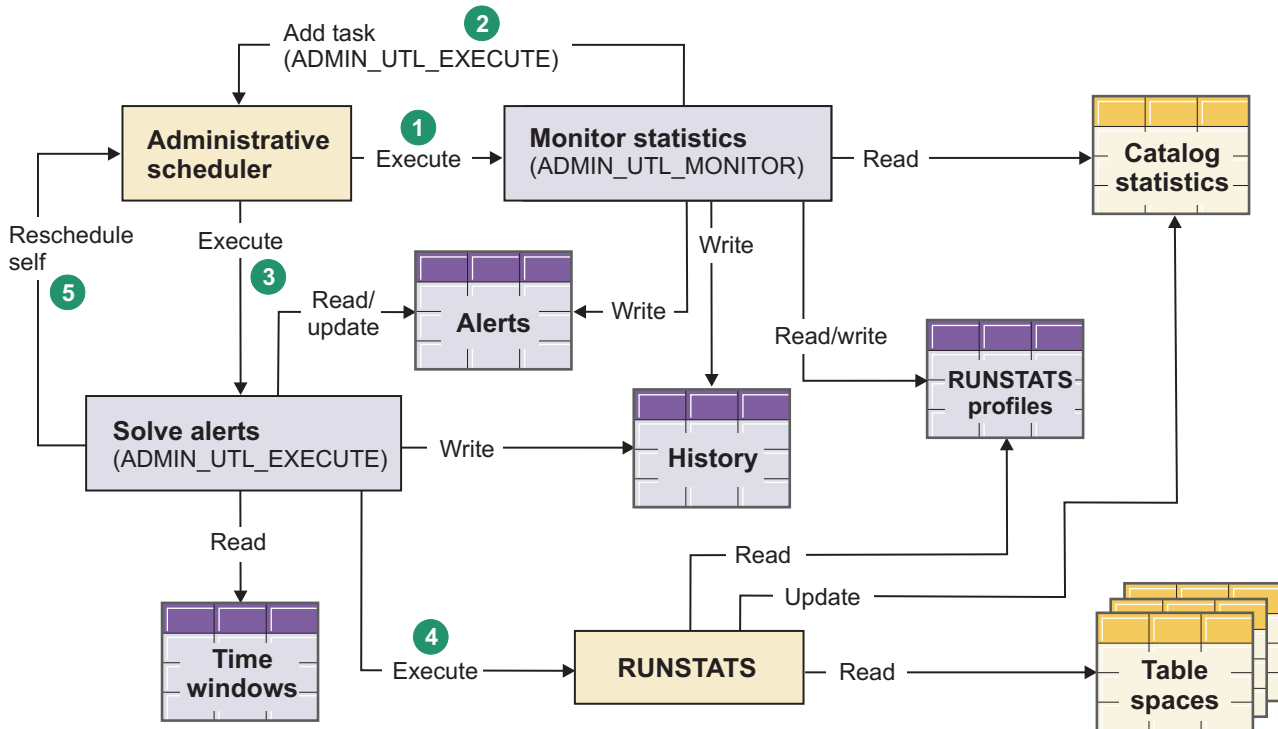 Add task
(ADMIN_UTL_EXECUTE)
2
Administrative
scheduler
1
Execute
Monitor statistics
(ADMIN_UTL_MONITOR)
Read
Catalog
statistics
Reschedule
self
5
Execute
3
Read/
update
Alerts
Write
Write
Read/write
RUNSTATS
profiles
Solve alerts
(ADMIN_UTL_EXECUTE)
Write
History
Read
Time
windows
4
Execute
RUNSTATS
Read
Update
Read
Table
spaces